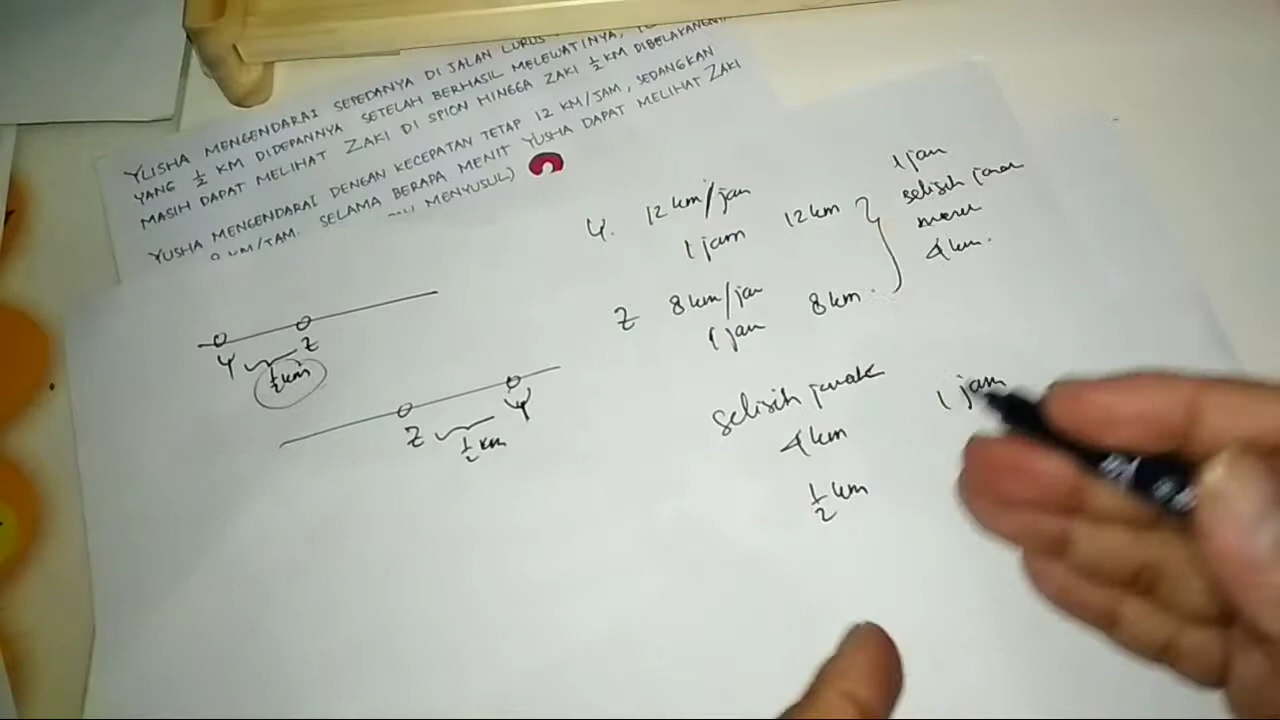 YUSHA MENGENDARAI SEPEDANYA DI JALAN LURUS
YANG 1/2 KM DIDEPANNYA SETELAH BERHASIL MELEWATINYA,
MASIH DAPAT MELIHAT ZAKI DI SPION HINGGA ZAKI 1/2 KM DIBELAKANGNYA
YUSHA MENGENDARAI DENGAN KECEPATAN TETAP 12 KM/JAM, SEDANGKAN
KM/JAM. SELAMA BERAPA MENIT YUSHA DAPAT MELIHAT ZAKI
MENYUSUL)
Y. 12 km/jam
1 jam 12 km
Z 8 km/jam
1 jam 8 km.
1 jam
selisih jarak
4 km.
Y Z
1/2 km
Z Y
1/2 km
selisih jarak 1 jam
4 km
1/2 km